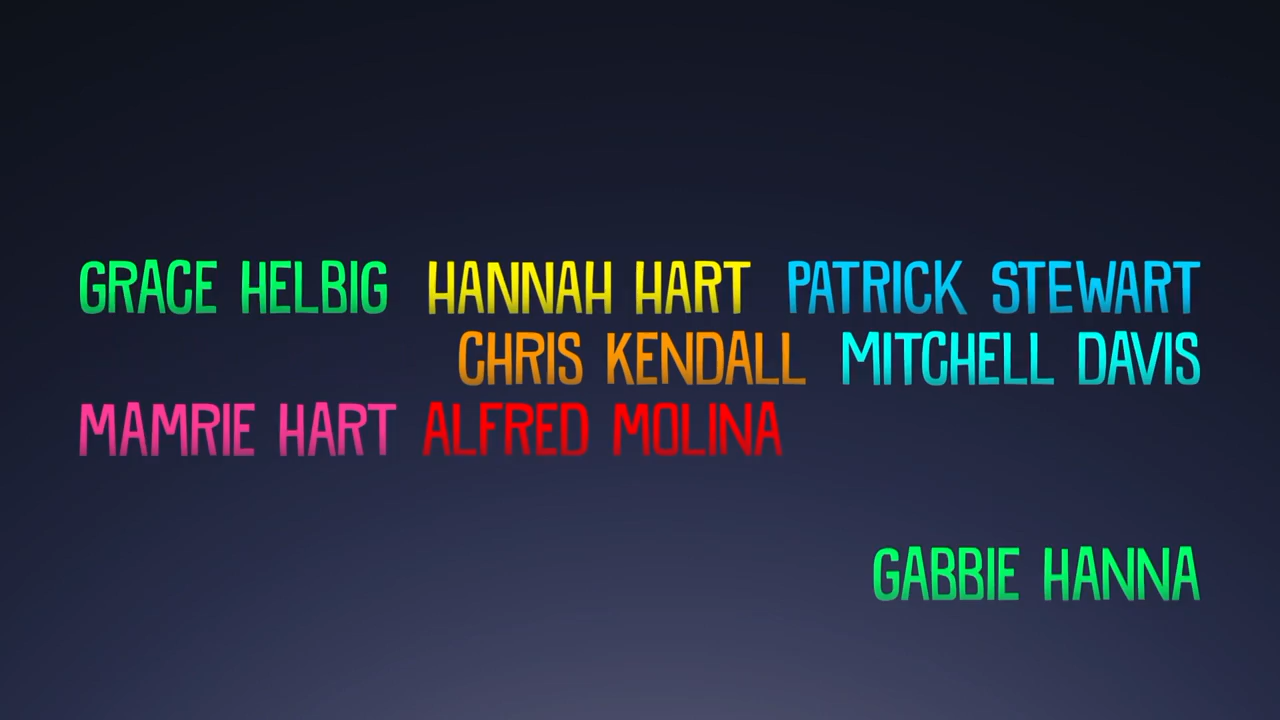 GRACE HELBIG HANNAH HART PATRICK STEWART
CHRIS KENDALL MITCHELL DAVIS
MAMRIE HART ALFRED MOLINA
GABBIE HANNA